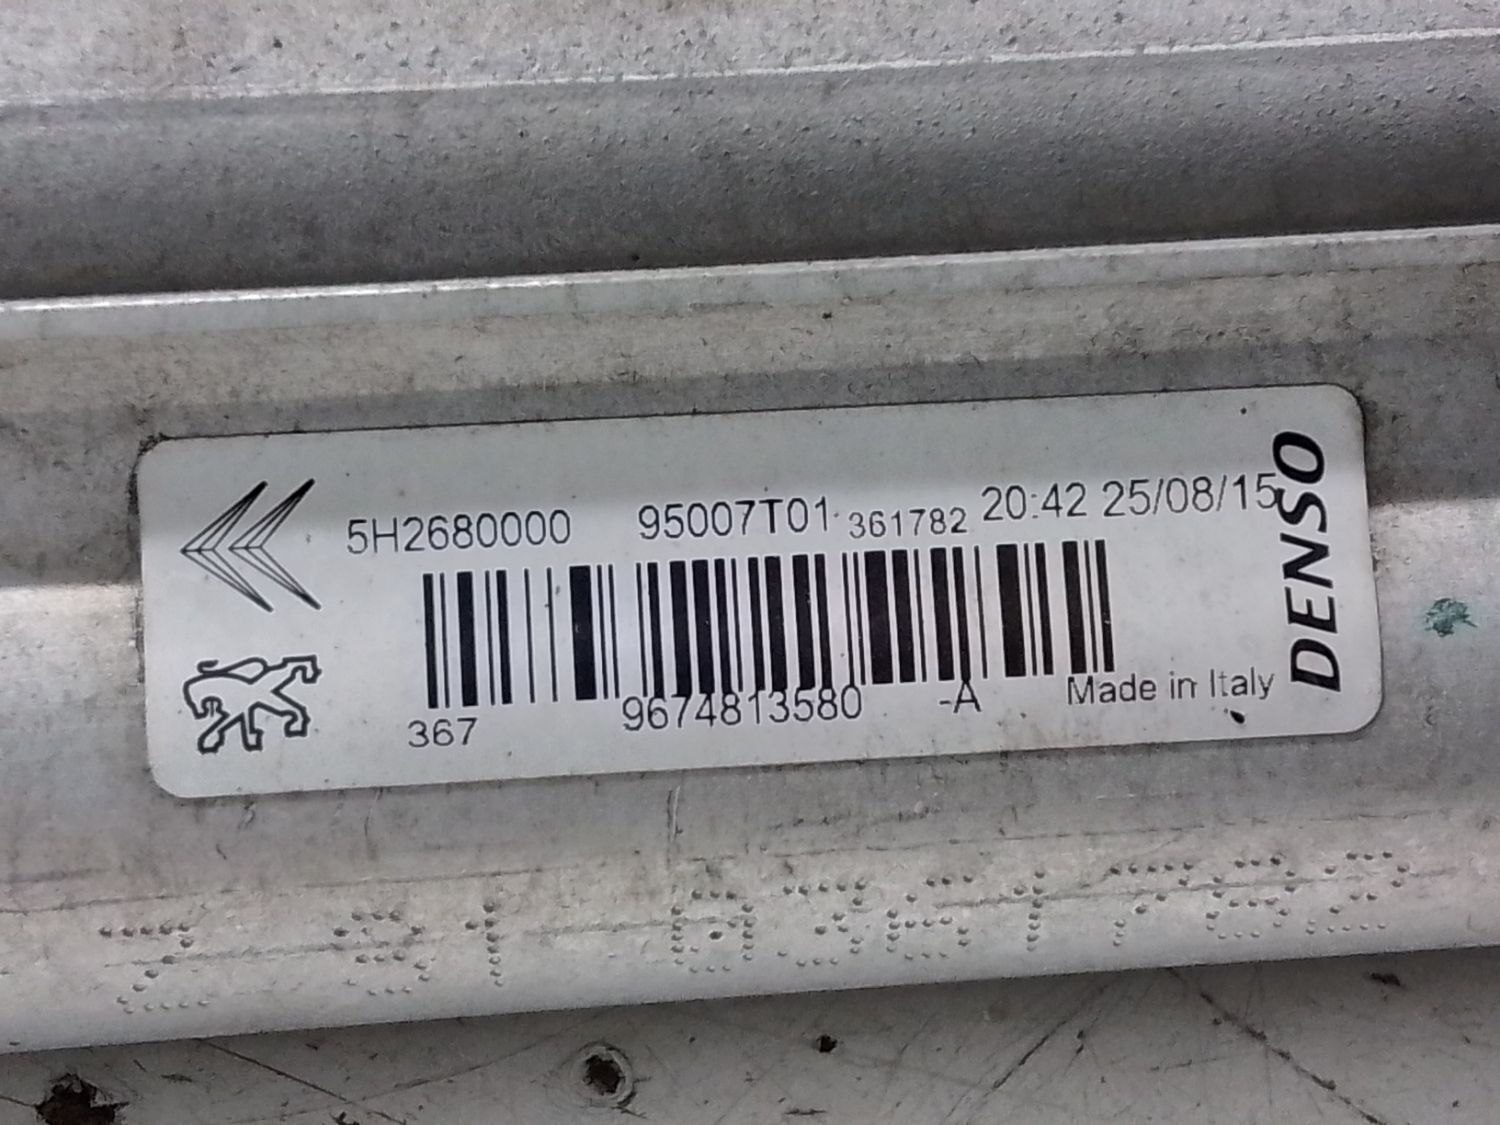 5H2680000 95007T01 361782 20:42 25/08/15
367 9674813580 -A Made in Italy
DENSO